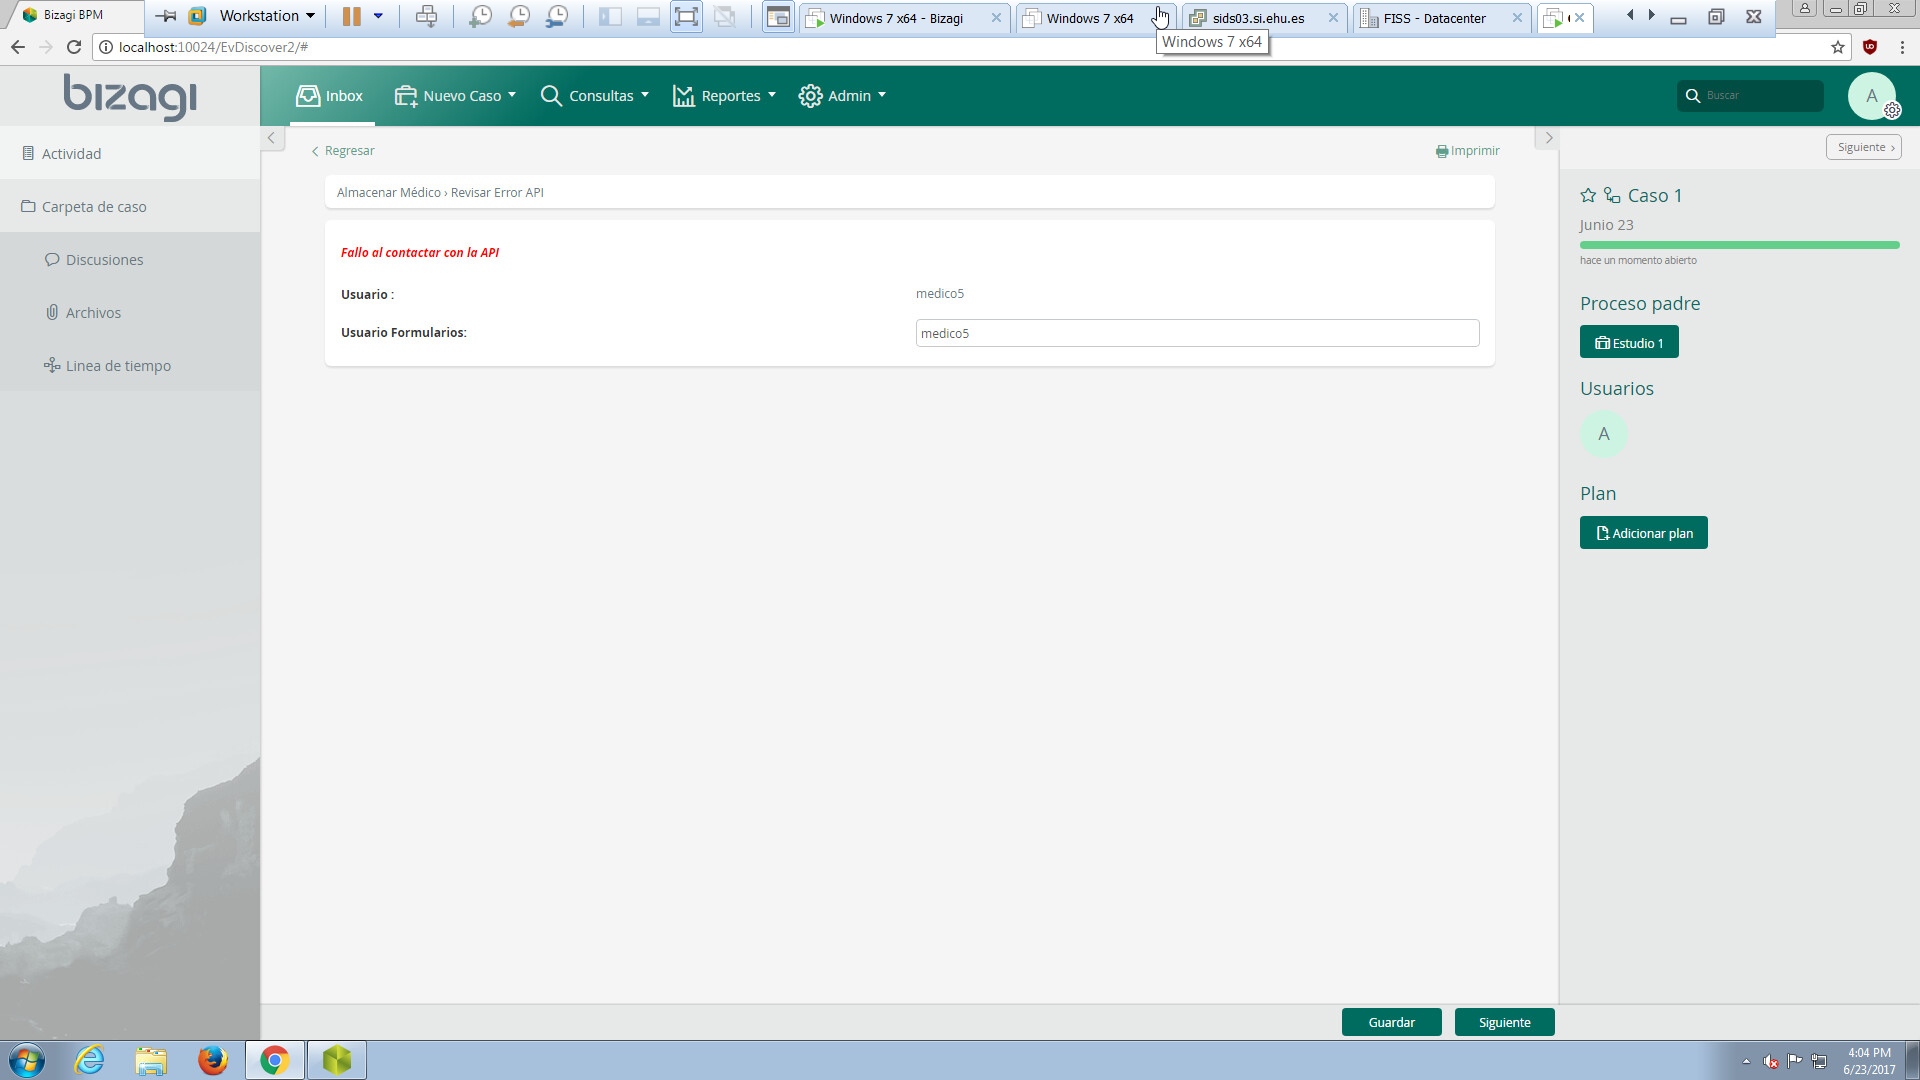 Bizagi BPM
Workstation
Windows 7 x64 - Bizagi
Windows 7 x64
sids03.si.ehu.es
FISS - Datacenter
localhost:10024/EvDiscover2/#
Windows 7 x64
bizagi
Inbox
Nuevo Caso
Consultas
Reportes
Admin
Buscar
A
Actividad
Carpeta de caso
Discusiones
Archivos
Linea de tiempo
Regresar
Imprimir
Almacenar Médico › Revisar Error API
Fallo al contactar con la API
Usuario :
medico5
Usuario Formularios:
medico5
Siguiente
Caso 1
Junio 23
hace un momento abierto
Proceso padre
Estudio 1
Usuarios
A
Plan
Adicionar plan
Guardar
Siguiente
4:04 PM
6/23/2017